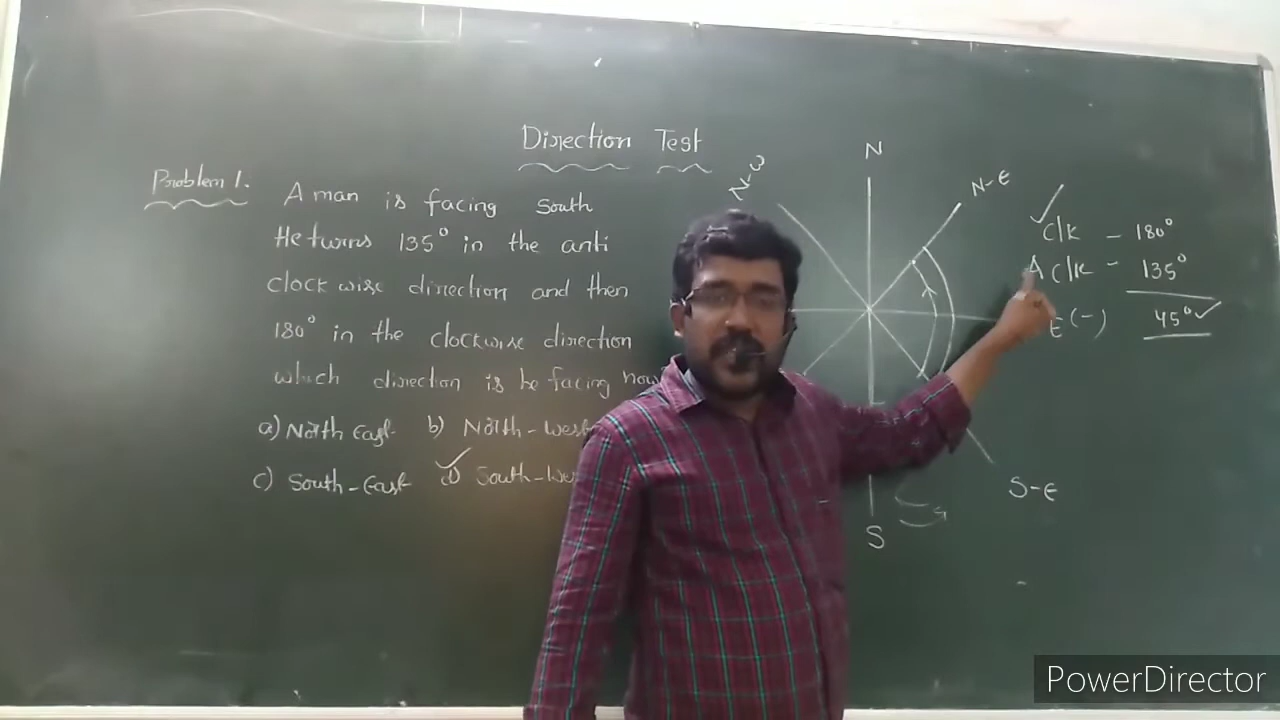 Direction Test
Problem 1. A man is facing South
He turns 135° in the anti
clock wise direction and then
180° in the clockwise direction
which direction is he facing now
a) North East b) North-West
c) South-East d) South-We
N-W
N
N-E
S-E
S
Clk - 180°
A Clk - 135°
(-) 45°
PowerDirector